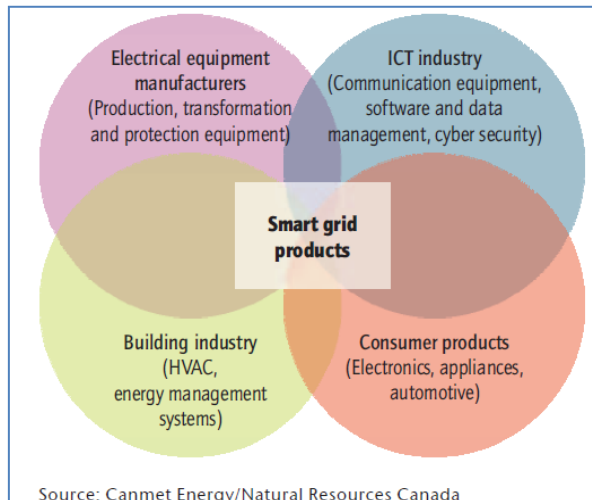 Electrical equipment
manufacturers
(Production, transformation
and protection equipment)
ICT industry
(Communication equipment,
software and data
management, cyber security)
Smart grid
products
Building industry
(HVAC,
energy management
systems)
Consumer products
(Electronics, appliances,
automotive)
Source: Canmet Energy/Natural Resources Canada